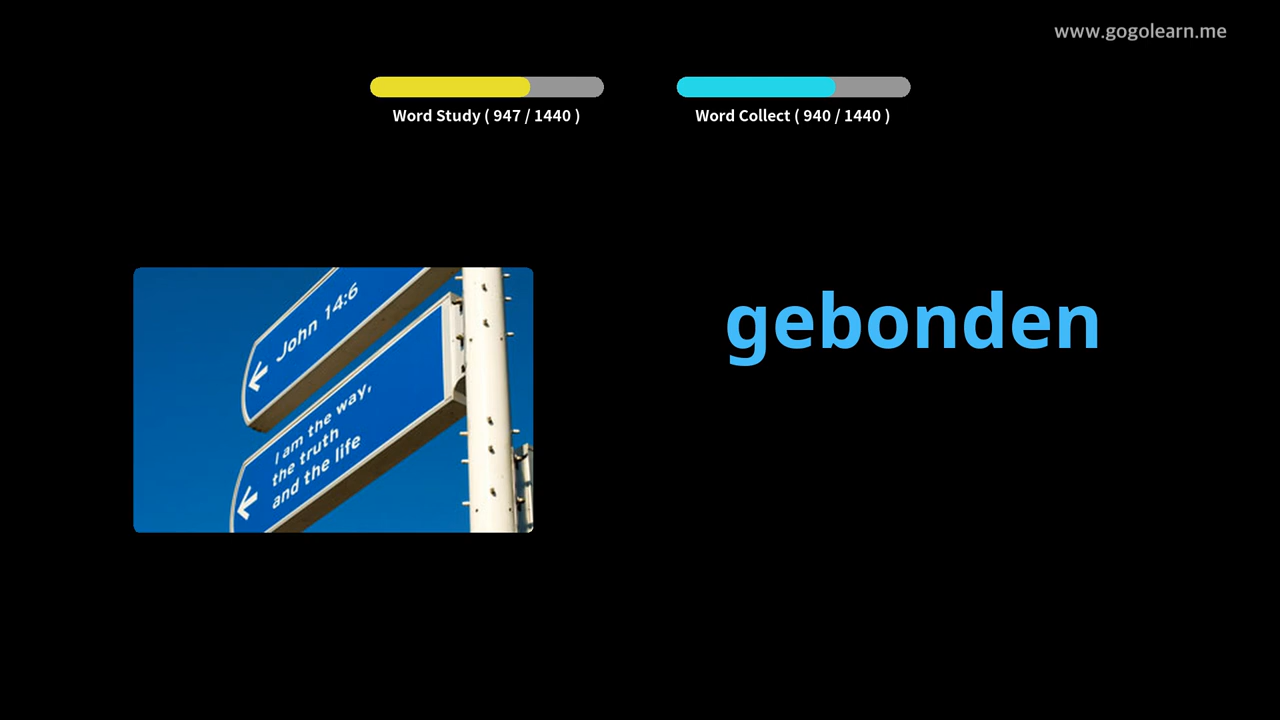 www.gogolearn.me
Word Study ( 947 / 1440 )
Word Collect ( 940 / 1440 )
John 14:6
I am the way,
the truth
and the life
gebonden